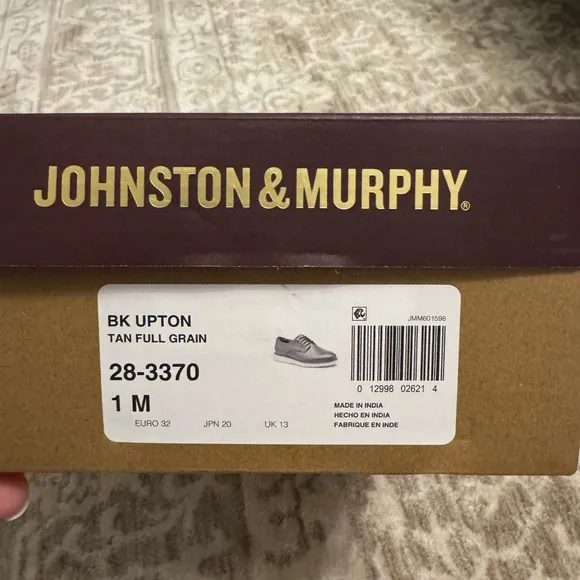 JOHNSTON & MURPHY®
BK UPTON
TAN FULL GRAIN
28-3370
1 M
EURO 32 JPN 20 UK 13
JMM601598
0 12998 02621 4
MADE IN INDIA
HECHO EN INDIA
FABRIQUE EN INDE